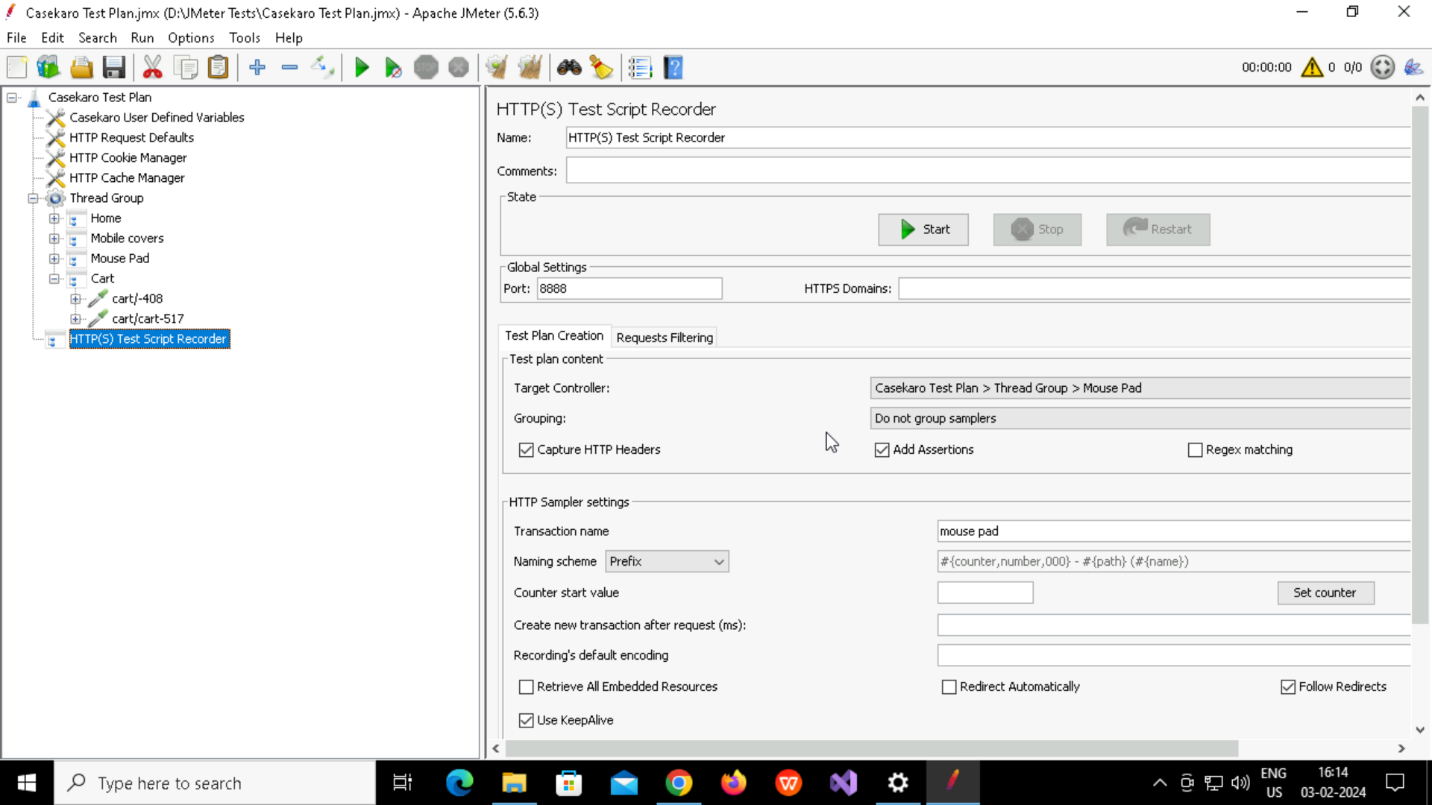 Casekaro Test Plan.jmx (D:\JMeter Tests\Casekaro Test Plan.jmx) - Apache JMeter (5.6.3)
File Edit Search Run Options Tools Help
STOP 00:00:00 0 0/0
Casekaro Test Plan
Casekaro User Defined Variables
HTTP Request Defaults
HTTP Cookie Manager
HTTP Cache Manager
Thread Group
Home
Mobile covers
Mouse Pad
Cart
cart/-408
cart/cart-517
HTTP(S) Test Script Recorder
HTTP(S) Test Script Recorder
Name: HTTP(S) Test Script Recorder
Comments:
State
Start Stop Restart
Global Settings
Port: 8888 HTTPS Domains:
Test Plan Creation Requests Filtering
Test plan content
Target Controller: Casekaro Test Plan > Thread Group > Mouse Pad
Grouping: Do not group samplers
Capture HTTP Headers Add Assertions Regex matching
HTTP Sampler settings
Transaction name mouse pad
Naming scheme Prefix #{counter,number,000} - #{path} (#{name})
Counter start value Set counter
Create new transaction after request (ms):
Recording's default encoding
Retrieve All Embedded Resources Redirect Automatically Follow Redirects
Use KeepAlive
Type here to search
ENG
US
16:14
03-02-2024